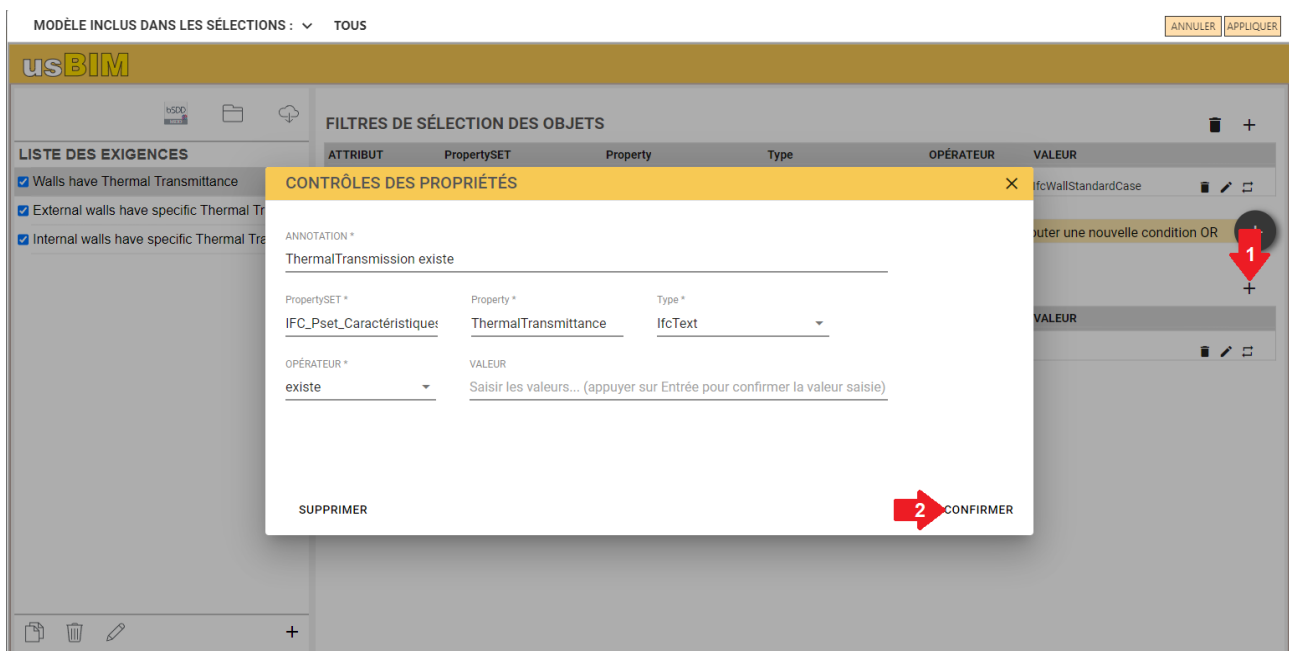 MODÈLE INCLUS DANS LES SÉLECTIONS : TOUS ANNULER APPLIQUER
usBIM
bSDD
FILTRES DE SÉLECTION DES OBJETS
LISTE DES EXIGENCES
ATTRIBUT PropertySET Property Type OPÉRATEUR VALEUR
Walls have Thermal Transmittance
IfcWallStandardCase
External walls have specific Thermal Tr
Internal walls have specific Thermal Tra
outer une nouvelle condition OR
1
VALEUR
CONTRÔLES DES PROPRIÉTÉS
ANNOTATION *
ThermalTransmission existe
PropertySET * Property * Type *
IFC_Pset_Caractéristiques ThermalTransmittance IfcText
OPÉRATEUR * VALEUR
existe Saisir les valeurs... (appuyer sur Entrée pour confirmer la valeur saisie)
SUPPRIMER 2 CONFIRMER